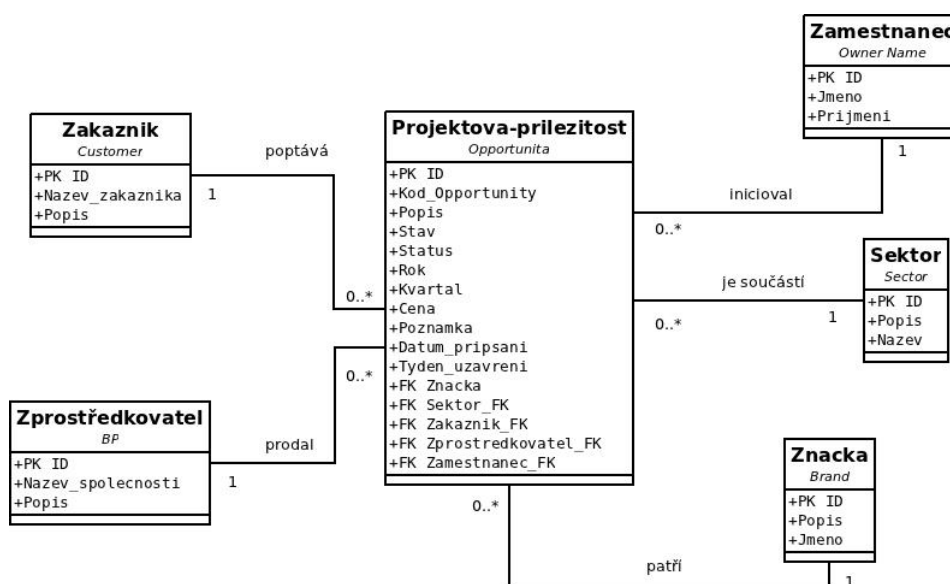 Zakaznik
Customer
+PK ID
+Nazev_zakaznika
+Popis
poptává
1
0..*
Zprostředkovatel
BP
+PK ID
+Nazev_spolecnosti
+Popis
prodal
1
0..*
Projektova-prilezitost
Opportunita
+PK ID
+Kod_Opportunity
+Popis
+Stav
+Status
+Rok
+Kvartal
+Cena
+Poznamka
+Datum_pripsani
+Tyden_uzavreni
+FK Znacka
+FK Sektor_FK
+FK Zakaznik_FK
+FK Zprostredkovatel_FK
+FK Zamestnanec_FK
0..*
Zamestnanec
Owner Name
+PK ID
+Jmeno
+Prijmeni
1
inicioval
0..*
Sektor
Sector
+PK ID
+Popis
+Nazev
je součástí
0..*
1
Znacka
Brand
+PK ID
+Popis
+Jmeno
patří
1